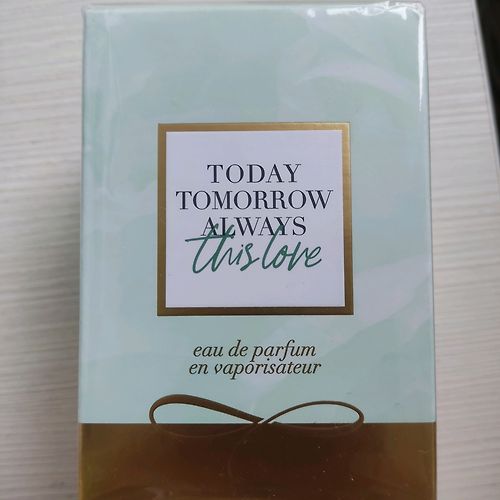 TODAY
TOMORROW
ALWAYS
this love
eau de parfum
en vaporisateur